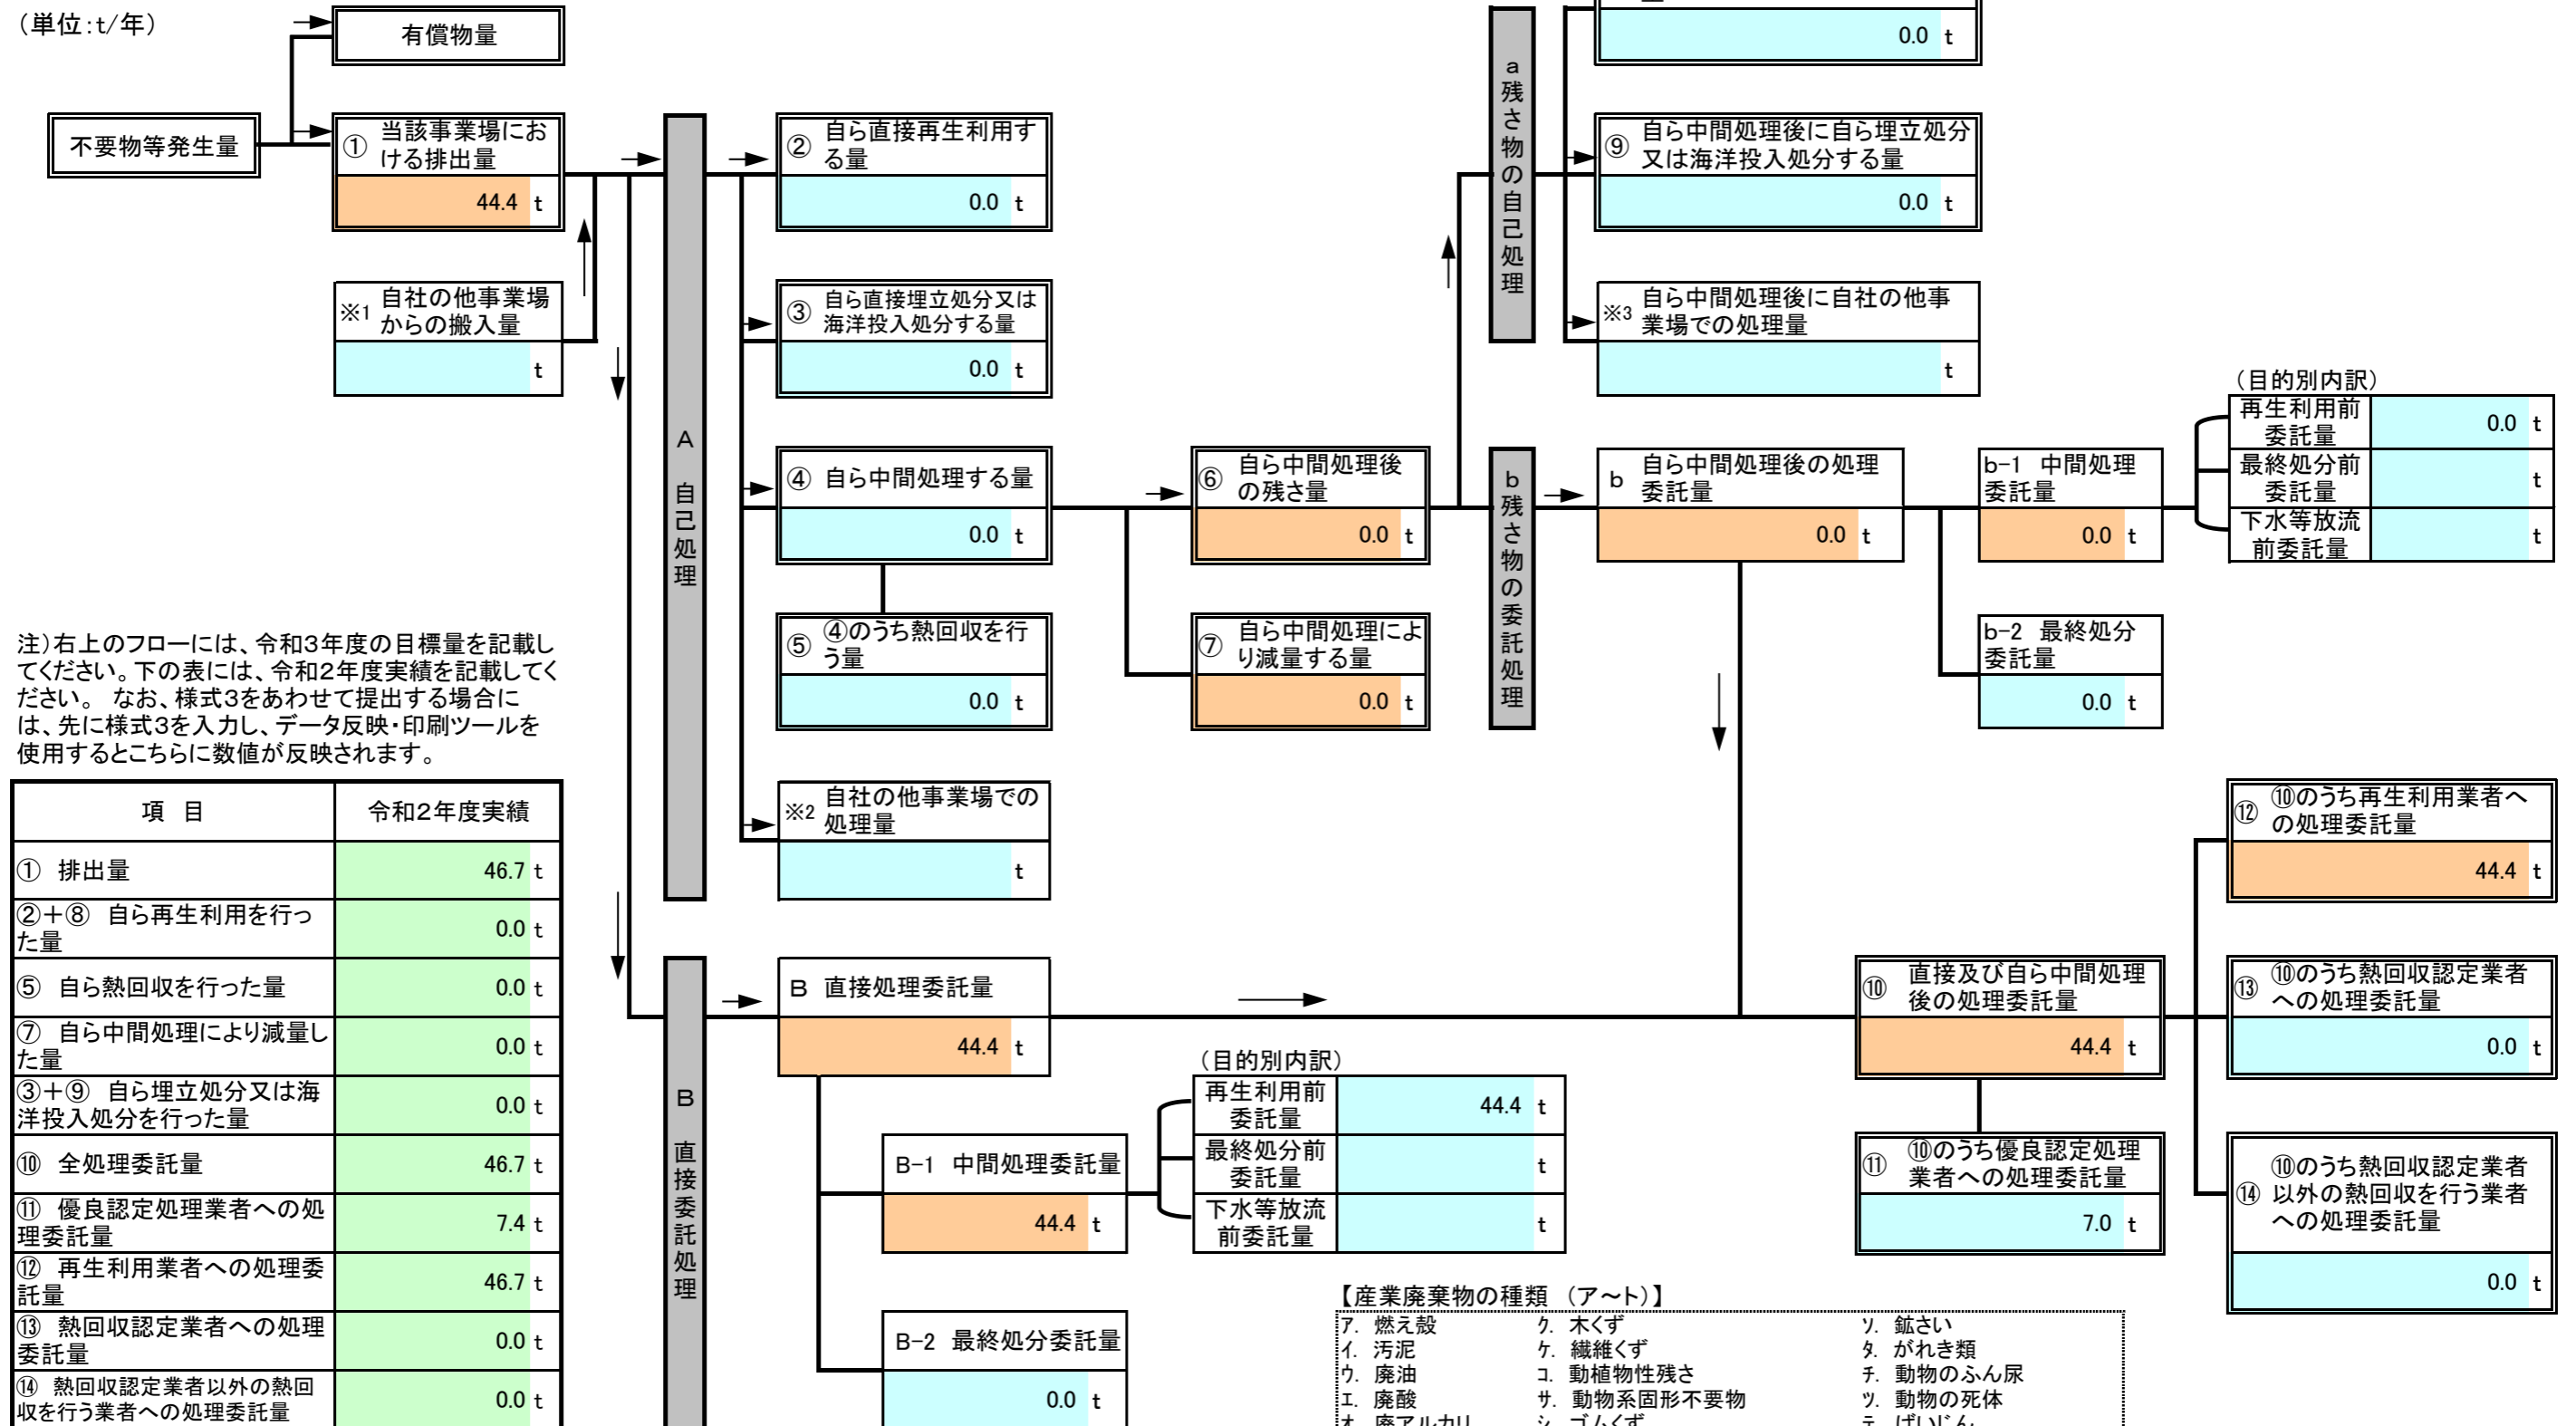 （単位：t/年）
有償物量
不要物等発生量
① 当該事業場にお
ける排出量
44.4 t
※1 自社の他事業場
からの搬入量
t
A 自己処理
② 自ら直接再生利用す
る量
0.0 t
③ 自ら直接埋立処分又は
海洋投入処分する量
0.0 t
④ 自ら中間処理する量
0.0 t
⑤ ④のうち熱回収を行
う量
0.0 t
※2 自社の他事業場での
処理量
t
⑥ 自ら中間処理後
の残さ量
0.0 t
⑦ 自ら中間処理によ
り減量する量
0.0 t
a 残さ物の自己処理
0.0 t
⑨ 自ら中間処理後に自ら埋立処分
又は海洋投入処分する量
0.0 t
※3 自ら中間処理後に自社の他事
業場での処理量
t
b 残さ物の委託処理
b 自ら中間処理後の処理
委託量
0.0 t
b-1 中間処理
委託量
0.0 t
b-2 最終処分
委託量
0.0 t
（目的別内訳）
再生利用前
委託量
0.0 t
最終処分前
委託量
t
下水等放流
前委託量
t
注）右上のフローには、令和3年度の目標量を記載し
てください。下の表には、令和2年度実績を記載してく
ださい。 なお、様式3をあわせて提出する場合に
は、先に様式3を入力し、データ反映・印刷ツールを
使用するとこちらに数値が反映されます。
項 目 令和2年度実績
① 排出量 46.7 t
②＋⑧ 自ら再生利用を行っ
た量
0.0 t
⑤ 自ら熱回収を行った量 0.0 t
⑦ 自ら中間処理により減量し
た量
0.0 t
③＋⑨ 自ら埋立処分又は海
洋投入処分を行った量
0.0 t
⑩ 全処理委託量 46.7 t
⑪ 優良認定処理業者への処
理委託量
7.4 t
⑫ 再生利用業者への処理委
託量
46.7 t
⑬ 熱回収認定業者への処理
委託量
0.0 t
⑭ 熱回収認定業者以外の熱回
収を行う業者への処理委託量
0.0 t
B 直接委託処理
B 直接処理委託量
44.4 t
B-1 中間処理委託量
44.4 t
B-2 最終処分委託量
0.0 t
（目的別内訳）
再生利用前
委託量
44.4 t
最終処分前
委託量
t
下水等放流
前委託量
t
⑩ 直接及び自ら中間処理
後の処理委託量
44.4 t
⑪ ⑩のうち優良認定処理
業者への処理委託量
7.0 t
⑫ ⑩のうち再生利用業者へ
の処理委託量
44.4 t
⑬ ⑩のうち熱回収認定業者
への処理委託量
0.0 t
⑭ ⑩のうち熱回収認定業者
以外の熱回収を行う業者
への処理委託量
0.0 t
【産業廃棄物の種類 （ア～ト）】
ア. 燃え殻 ク. 木くず ソ. 鉱さい
イ. 汚泥 ケ. 繊維くず タ. がれき類
ウ. 廃油 コ. 動植物性残さ チ. 動物のふん尿
エ. 廃酸 サ. 動物系固形不要物 ツ. 動物の死体
オ. 廃アルカリ シ. ゴムくず テ. ばいじん